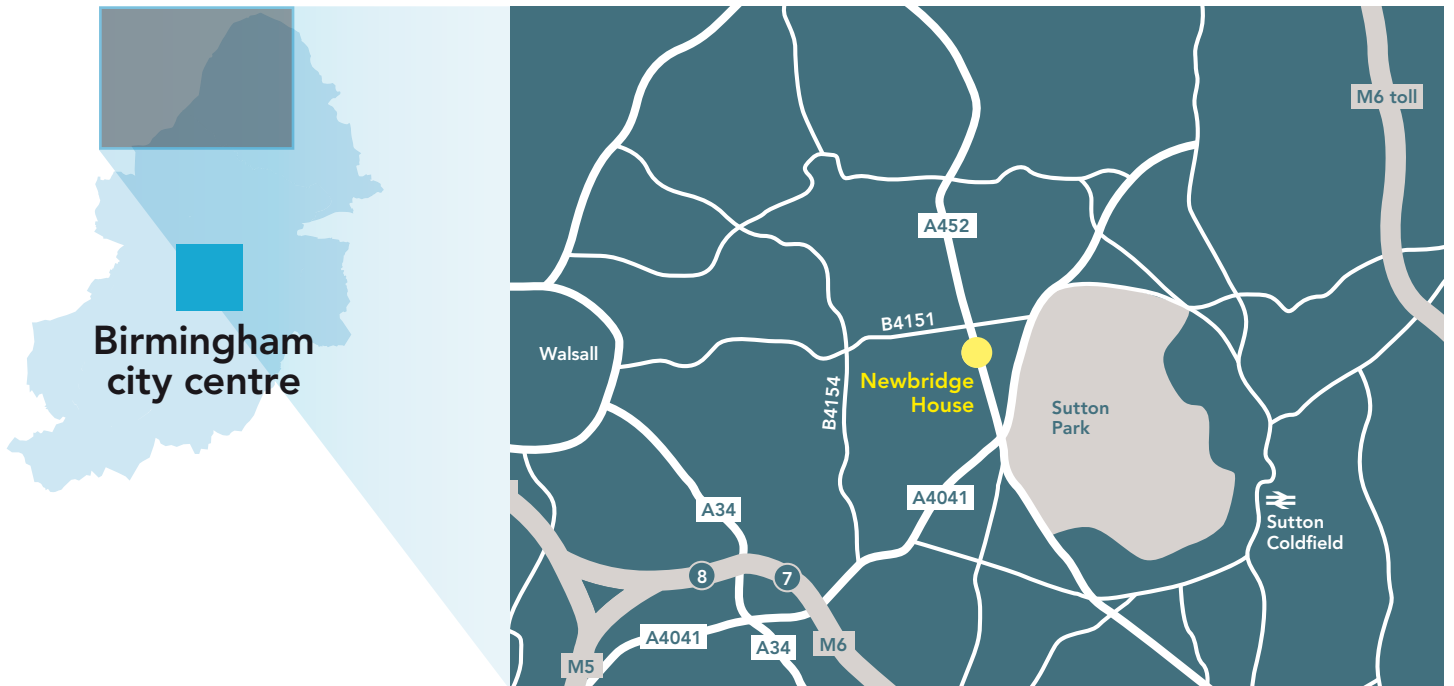 Birmingham
city centre
M6 toll
A452
B4151
Walsall
B4154
Newbridge
House
Sutton
Park
A34
A4041
Sutton
Coldfield
8
7
A4041
A34
M6
M5